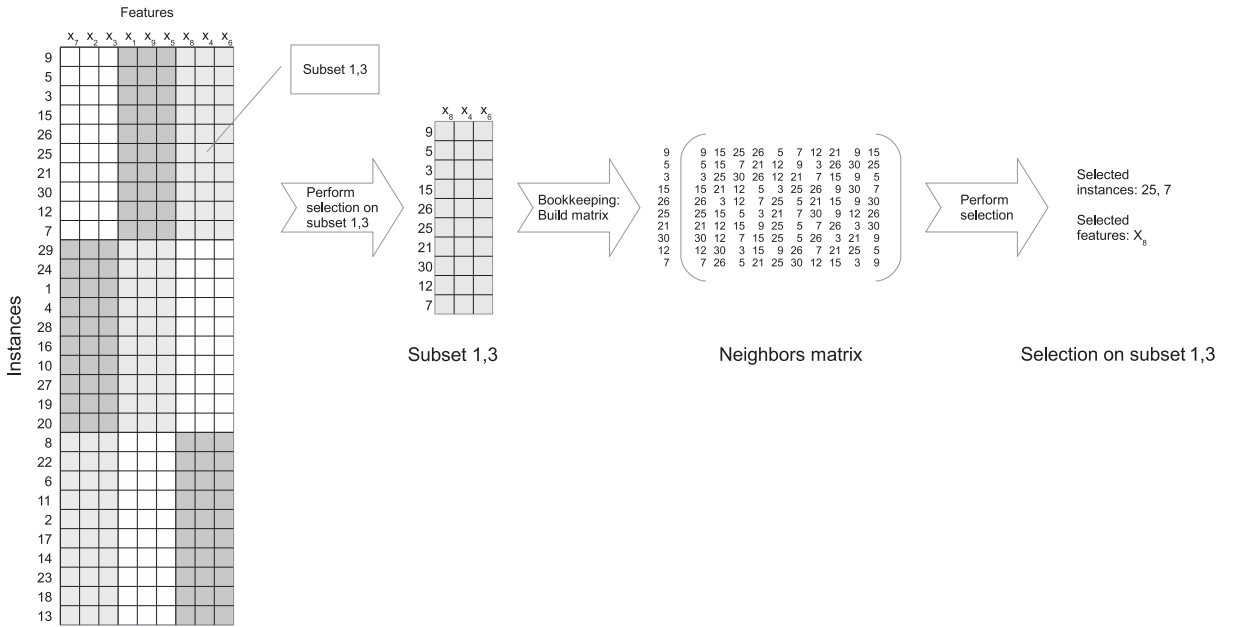 Features
x7 x2 x3 x1 x9 x5 x8 x4 x6
Instances
9
5
3
15
26
25
21
30
12
7
29
24
1
4
28
16
10
27
19
20
8
22
6
11
2
17
14
23
18
13
Subset 1,3
Perform
selection on
subset 1,3
x8 x4 x6
9
5
3
15
26
25
21
30
12
7
Subset 1,3
Bookkeeping:
Build matrix
9 9 15 25 26 5 7 12 21 9 15
5 5 15 7 21 12 9 3 26 30 25
3 3 25 30 26 12 21 7 15 9 5
15 15 21 12 5 3 25 26 9 30 7
26 26 3 12 7 25 5 21 15 9 30
25 25 15 5 3 21 7 30 9 12 26
21 21 12 15 9 25 5 7 26 3 30
30 30 12 7 15 25 5 26 3 21 9
12 12 30 3 15 9 26 7 21 25 5
7 7 26 5 21 25 30 12 15 3 9
Neighbors matrix
Perform
selection
Selected
instances: 25, 7
Selected
features: X8
Selection on subset 1,3